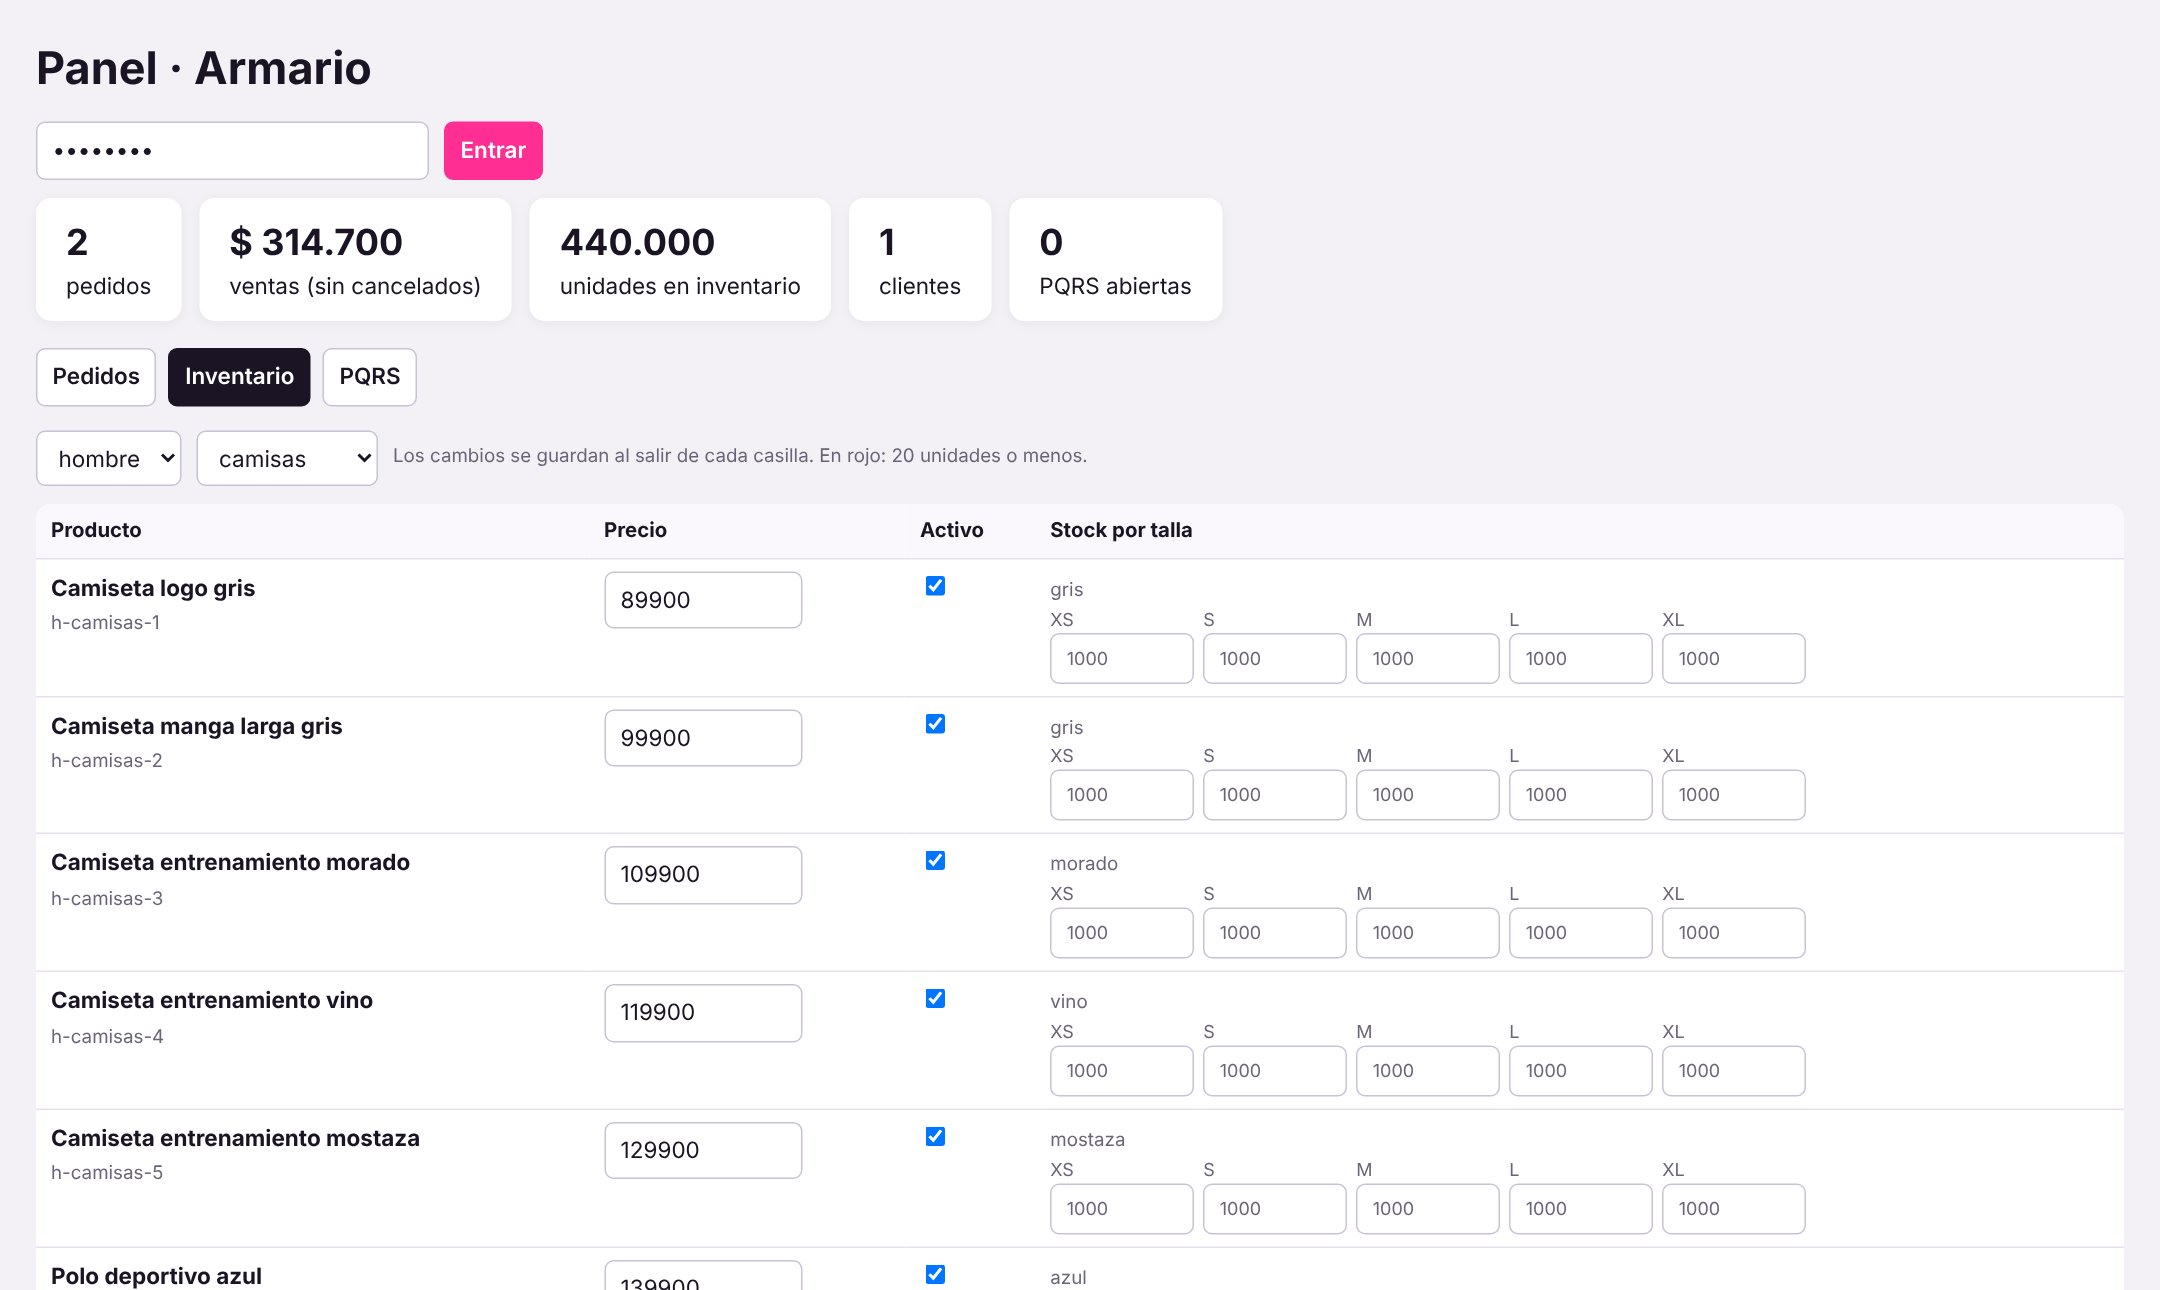 Panel · Armario
••••••••
Entrar
2
pedidos
$ 314.700
ventas (sin cancelados)
440.000
unidades en inventario
1
clientes
0
PQRS abiertas
Pedidos
Inventario
PQRS
hombre
camisas
Los cambios se guardan al salir de cada casilla. En rojo: 20 unidades o menos.
Producto Precio Activo Stock por talla
Camiseta logo gris
h-camisas-1
89900
gris
XS S M L XL
1000 1000 1000 1000 1000
Camiseta manga larga gris
h-camisas-2
99900
gris
XS S M L XL
1000 1000 1000 1000 1000
Camiseta entrenamiento morado
h-camisas-3
109900
morado
XS S M L XL
1000 1000 1000 1000 1000
Camiseta entrenamiento vino
h-camisas-4
119900
vino
XS S M L XL
1000 1000 1000 1000 1000
Camiseta entrenamiento mostaza
h-camisas-5
129900
mostaza
XS S M L XL
1000 1000 1000 1000 1000
Polo deportivo azul
139900
azul